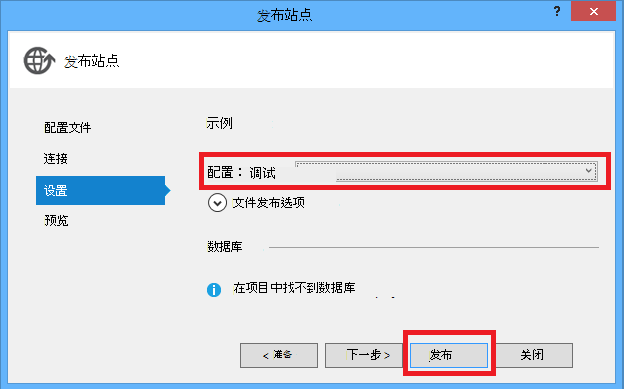 发布站点
?
发布站点
配置文件
连接
设置
预览
示例
配置： 调试
文件发布选项
数据库
在项目中找不到数据库
< 准备
下一步 >
发布
关闭